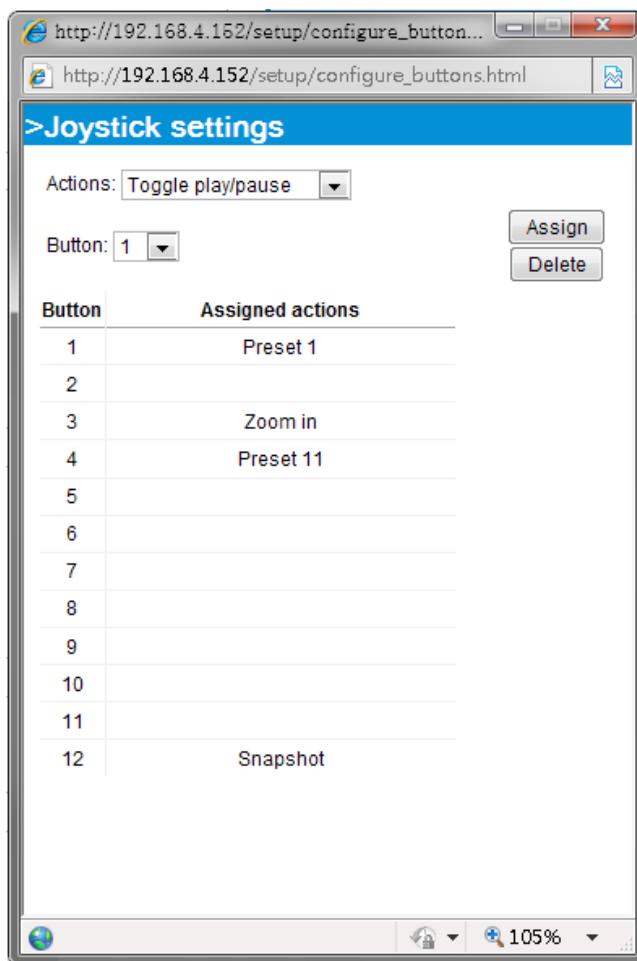 http://192.168.4.152/setup/configure_button...
http://192.168.4.152/setup/configure_buttons.html
>Joystick settings
Actions: Toggle play/pause
Button: 1
Assign
Delete
Button Assigned actions
1 Preset 1
2
3 Zoom in
4 Preset 11
5
6
7
8
9
10
11
12 Snapshot
105%